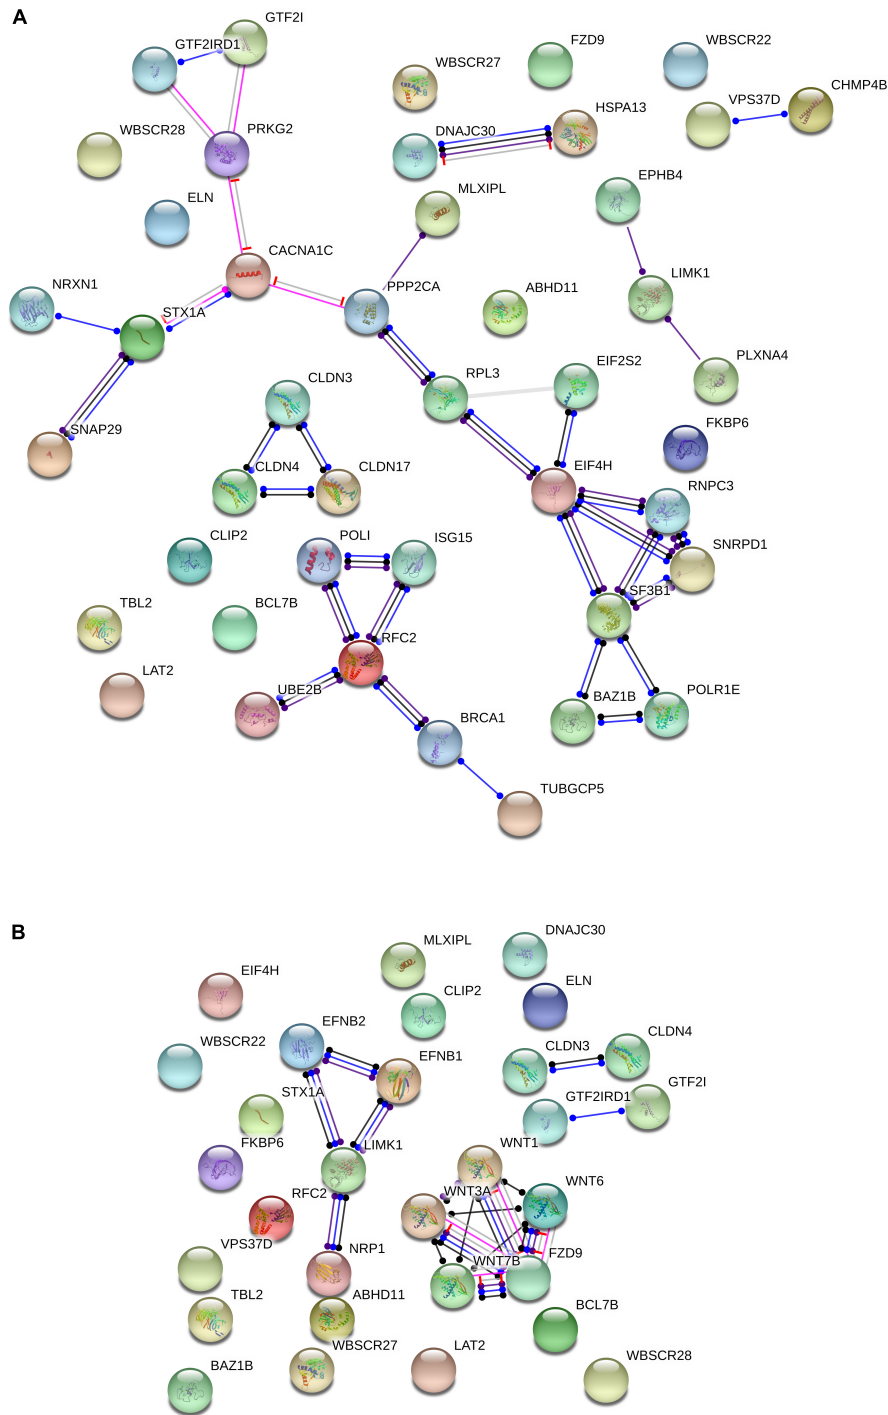 A
GTF2I
GTF2IRD1
FZD9
WBSCR22
WBSCR27
CHMP4B
VPS37D
HSPA13
WBSCR28
PRKG2
DNAJC30
EPHB4
MLXIPL
ELN
CACNA1C
LIMK1
NRXN1
PPP2CA
ABHD11
STX1A
PLXNA4
EIF2S2
RPL3
CLDN3
FKBP6
SNAP29
CLDN4
CLDN17
EIF4H
RNPC3
POLI
ISG15
SNRPD1
CLIP2
SF3B1
TBL2
BCL7B
RFC2
LAT2
UBE2B
BAZ1B
POLR1E
BRCA1
TUBGCP5
B
DNAJC30
MLXIPL
EIF4H
ELN
CLIP2
EFNB2
CLDN4
WBSCR22
CLDN3
EFNB1
GTF2I
STX1A
GTF2IRD1
FKBP6
LIMK1
WNT1
WNT6
RFC2
WNT3A
VPS37D
NRP1
FZD9
WNT7B
TBL2
ABHD11
BCL7B
WBSCR27
LAT2
WBSCR28
BAZ1B